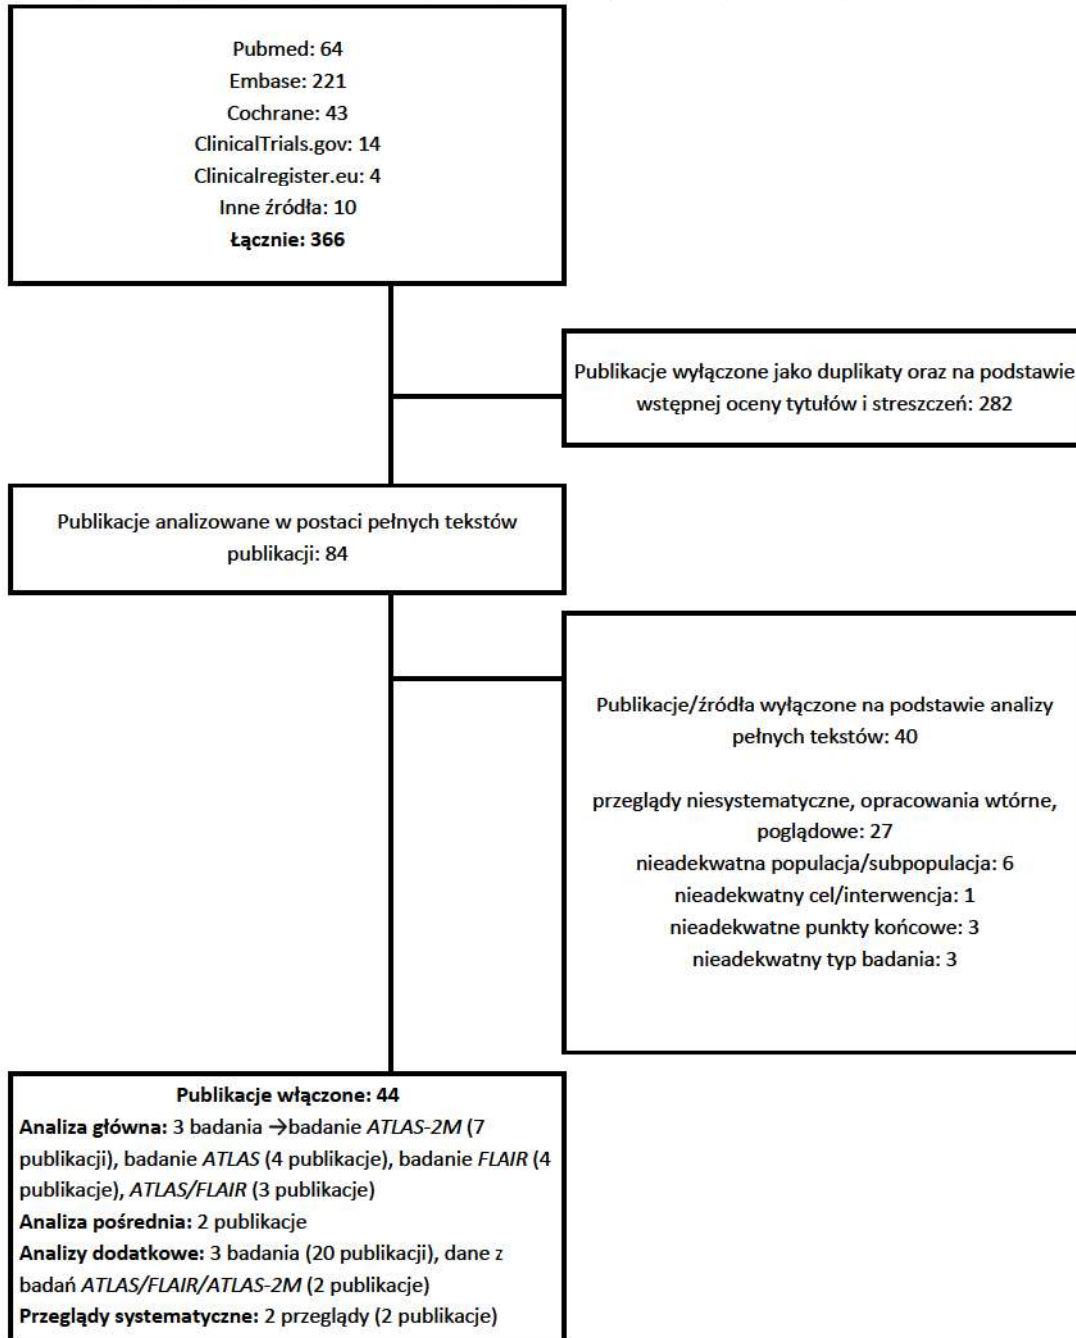 Pubmed: 64
Embase: 221
Cochrane: 43
ClinicalTrials.gov: 14
Clinicalregister.eu: 4
Inne źródła: 10
Łącznie: 366
Publikacje wyłączone jako duplikaty oraz na podstawie
wstępnej oceny tytułów i streszczeń: 282
Publikacje analizowane w postaci pełnych tekstów
publikacji: 84
Publikacje/źródła wyłączone na podstawie analizy
pełnych tekstów: 40
przeglądy niesystematyczne, opracowania wtórne,
poglądowe: 27
nieadekwatna populacja/subpopulacja: 6
nieadekwatny cel/interwencja: 1
nieadekwatne punkty końcowe: 3
nieadekwatny typ badania: 3
Publikacje włączone: 44
Analiza główna: 3 badania →badanie ATLAS-2M (7
publikacji), badanie ATLAS (4 publikacje), badanie FLAIR (4
publikacje), ATLAS/FLAIR (3 publikacje)
Analiza pośrednia: 2 publikacje
Analizy dodatkowe: 3 badania (20 publikacji), dane z
badań ATLAS/FLAIR/ATLAS-2M (2 publikacje)
Przeglądy systematyczne: 2 przeglądy (2 publikacje)